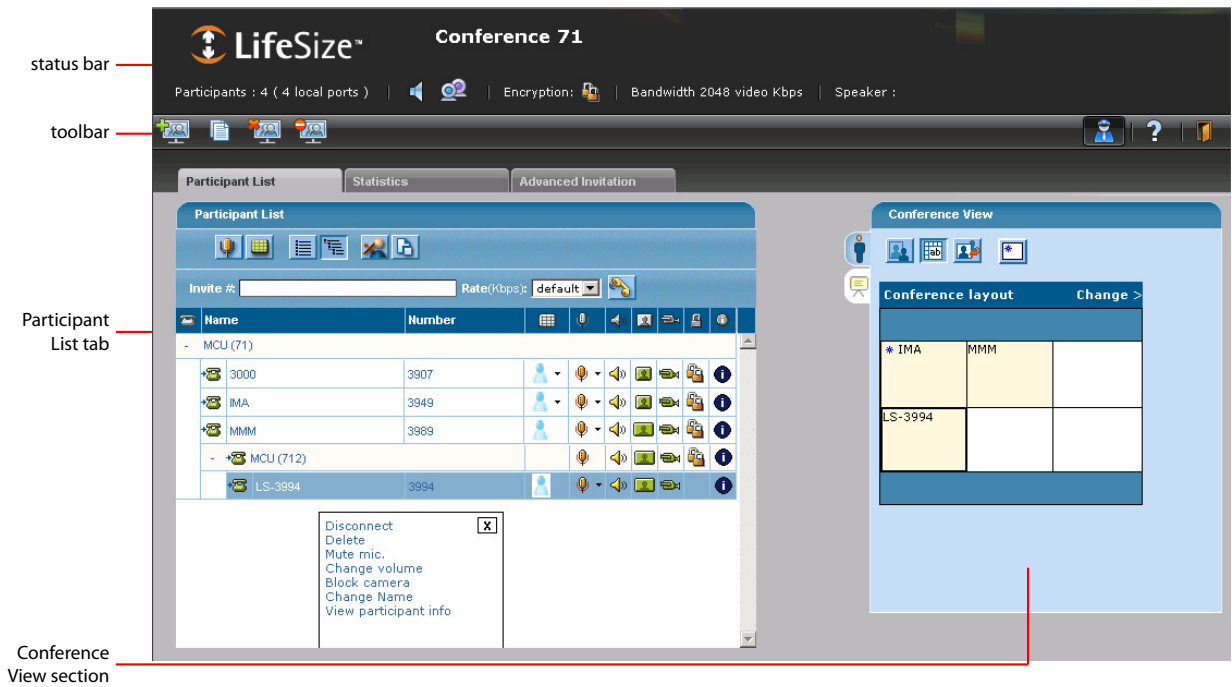 LifeSize™
Conference 71
status bar
Participants : 4 ( 4 local ports ) | | Encryption: | Bandwidth 2048 video Kbps | Speaker :
toolbar
?
Participant List
Statistics
Advanced Invitation
Participant List
Invite #:
Rate(Kbps): default
Participant
List tab
Name
Number
- MCU (71)
3000 3907
IMA 3949
MMM 3989
- MCU (712)
LS-3994 3994
Disconnect X
Delete
Mute mic.
Change volume
Block camera
Change Name
View participant info
Conference View
ab
*
Conference layout Change >
* IMA
MMM
LS-3994
Conference
View section